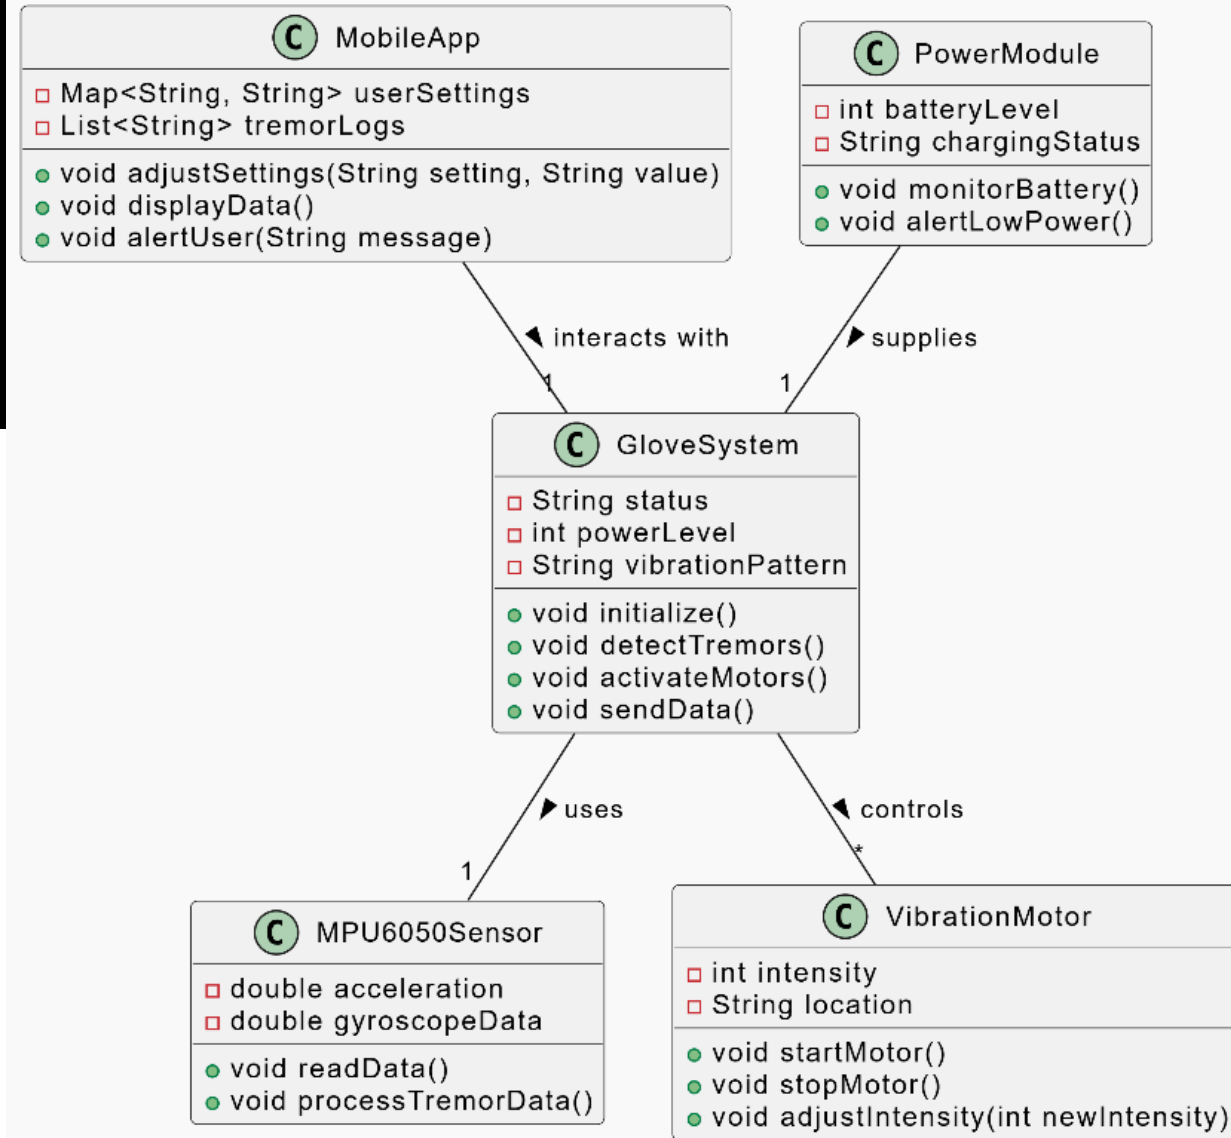 C MobileApp
Map<String, String> userSettings
List<String> tremorLogs
void adjustSettings(String setting, String value)
void displayData()
void alertUser(String message)
C PowerModule
int batteryLevel
String chargingStatus
void monitorBattery()
void alertLowPower()
interacts with
supplies
1
1
C GloveSystem
String status
int powerLevel
String vibrationPattern
void initialize()
void detectTremors()
void activateMotors()
void sendData()
uses
controls
1
*
C MPU6050Sensor
double acceleration
double gyroscopeData
void readData()
void processTremorData()
C VibrationMotor
int intensity
String location
void startMotor()
void stopMotor()
void adjustIntensity(int newIntensity)